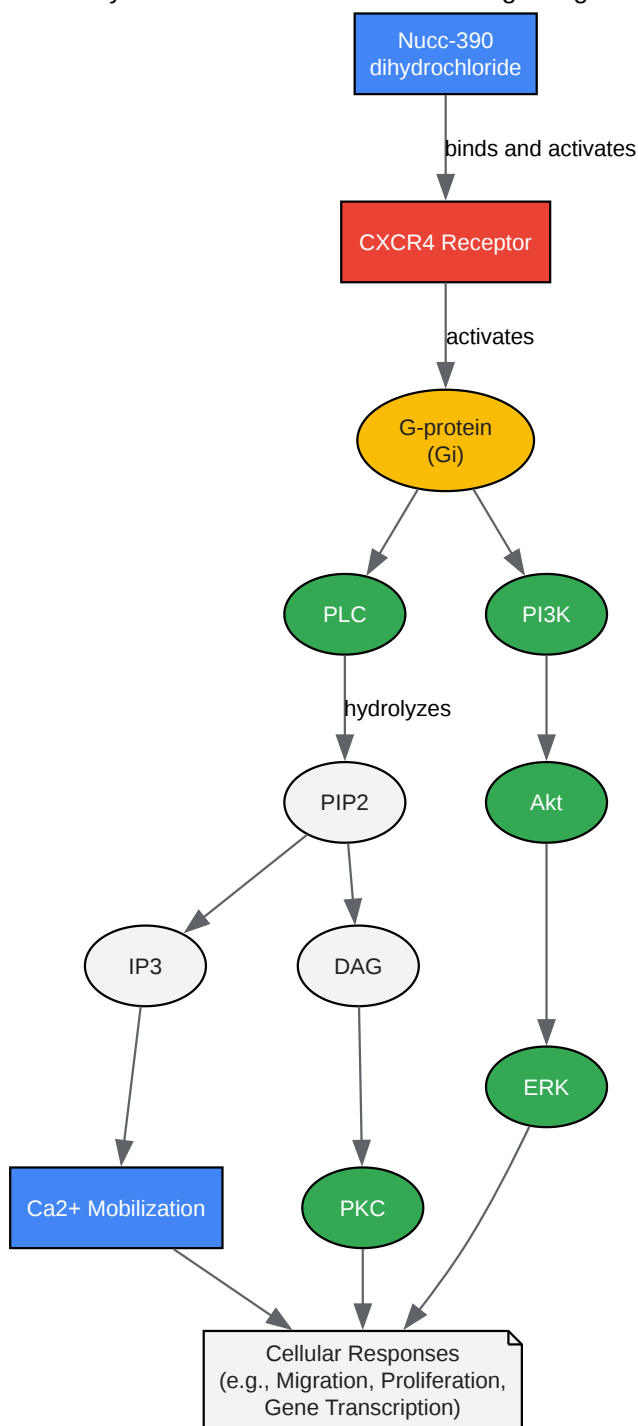 Nucc-390
dihydrochloride
binds and activates
CXCR4 Receptor
activates
G-protein
(Gi)
PLC
PI3K
hydrolyzes
PIP2
Akt
IP3
DAG
ERK
Ca2+ Mobilization
PKC
Cellular Responses
(e.g., Migration, Proliferation,
Gene Transcription)